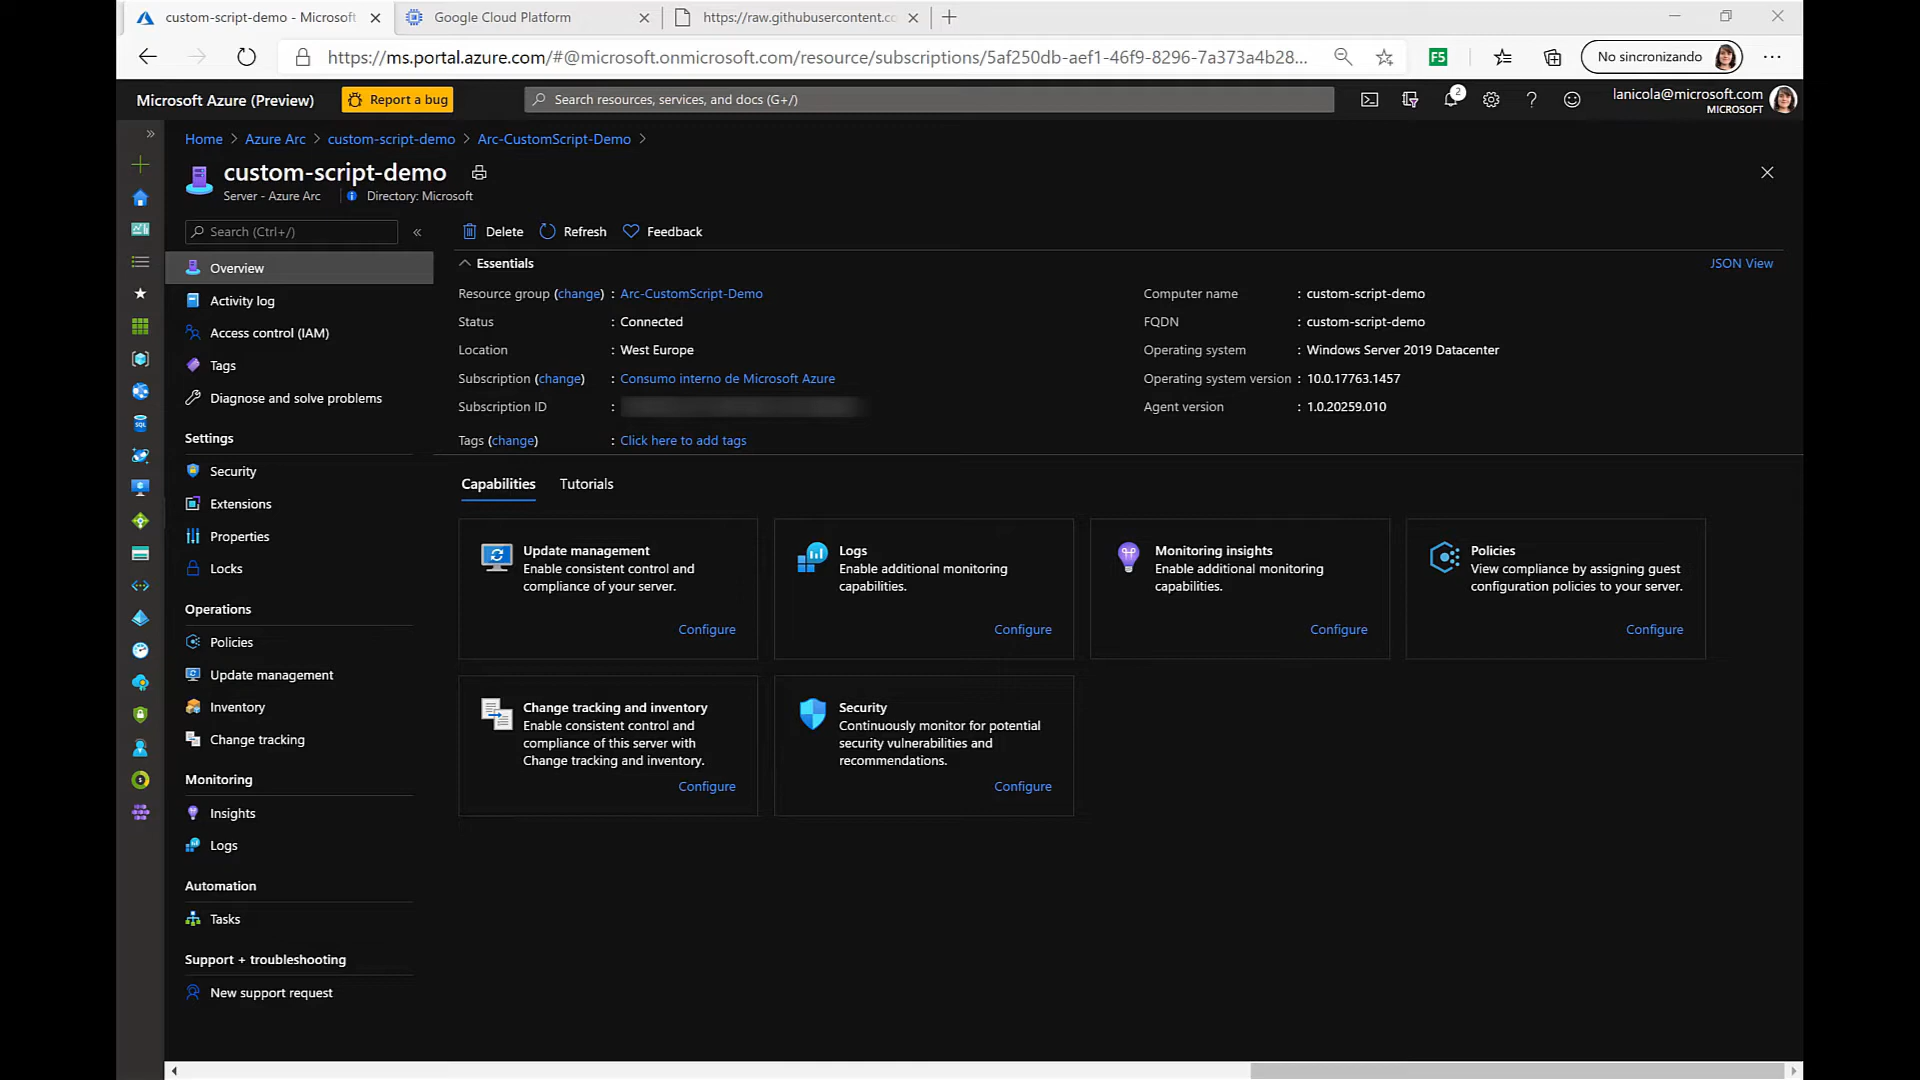 custom-script-demo - Microsoft
Google Cloud Platform
https://raw.githubusercontent.co
https://ms.portal.azure.com/#@microsoft.onmicrosoft.com/resource/subscriptions/5af250db-aef1-46f9-8296-7a373a4b28...
F5
No sincronizando
Microsoft Azure (Preview)
Report a bug
Search resources, services, and docs (G+/)
2
?
lanicola@microsoft.com
MICROSOFT
Home > Azure Arc > custom-script-demo > Arc-CustomScript-Demo >
custom-script-demo
Server - Azure Arc
Directory: Microsoft
Search (Ctrl+/)
Overview
Activity log
Access control (IAM)
Tags
Diagnose and solve problems
Settings
Security
Extensions
Properties
Locks
Operations
Policies
Update management
Inventory
Change tracking
Monitoring
Insights
Logs
Automation
Tasks
Support + troubleshooting
New support request
Delete
Refresh
Feedback
Essentials
JSON View
Resource group (change) : Arc-CustomScript-Demo
Status : Connected
Location : West Europe
Subscription (change) : Consumo interno de Microsoft Azure
Subscription ID :
Tags (change) : Click here to add tags
Computer name : custom-script-demo
FQDN : custom-script-demo
Operating system : Windows Server 2019 Datacenter
Operating system version : 10.0.17763.1457
Agent version : 1.0.20259.010
Capabilities
Tutorials
Update management
Enable consistent control and
compliance of your server.
Configure
Logs
Enable additional monitoring
capabilities.
Configure
Monitoring insights
Enable additional monitoring
capabilities.
Configure
Policies
View compliance by assigning guest
configuration policies to your server.
Configure
Change tracking and inventory
Enable consistent control and
compliance of this server with
Change tracking and inventory.
Configure
Security
Continuously monitor for potential
security vulnerabilities and
recommendations.
Configure